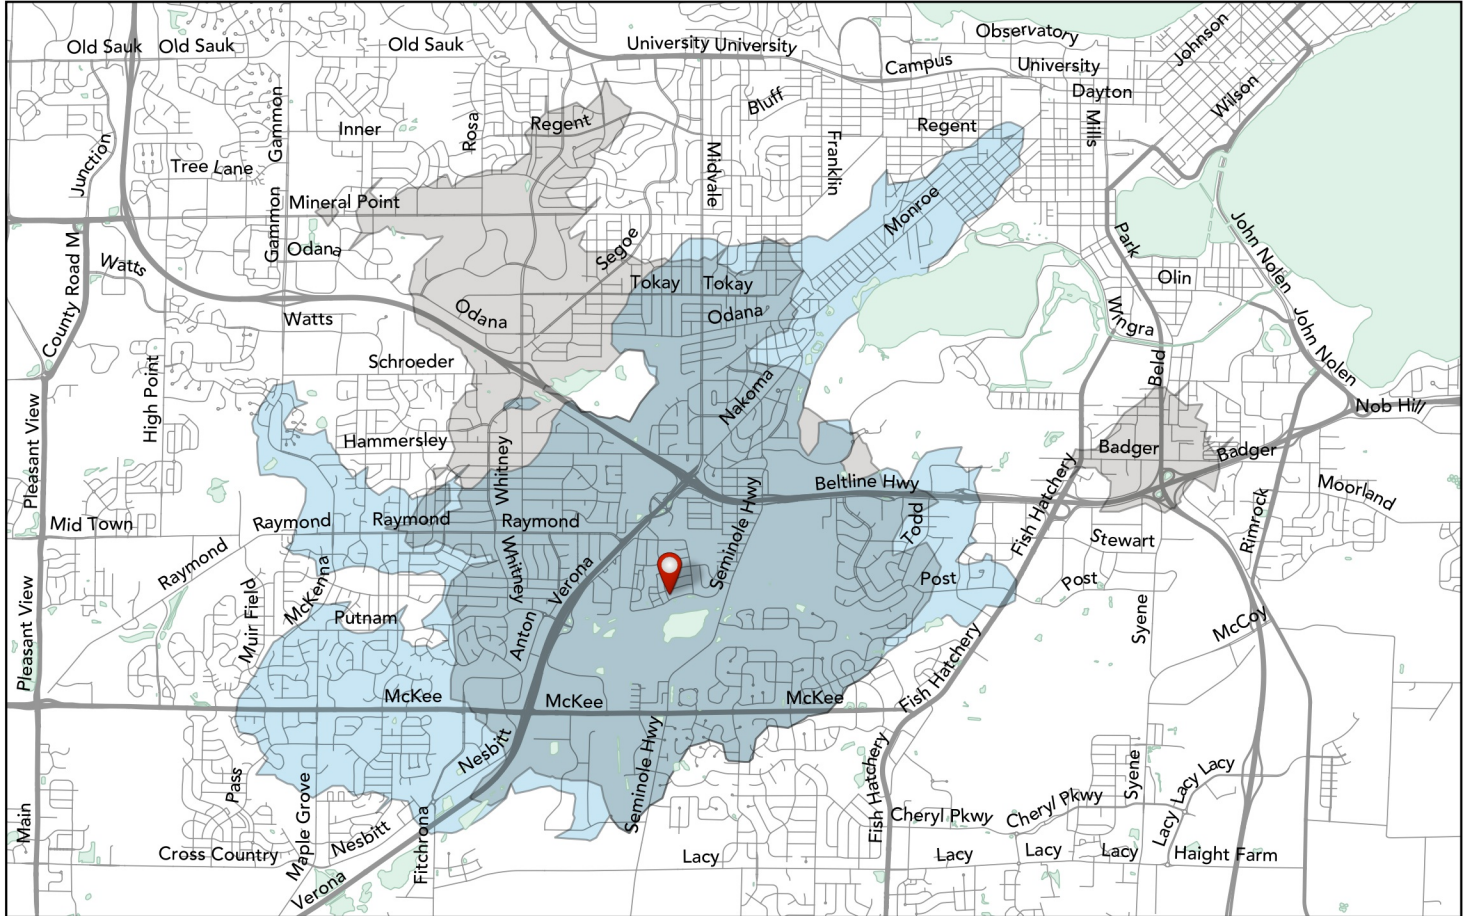 Observatory
Johnson
Old Sauk
Old Sauk
Old Sauk
University University
Campus
University
Dayton
Wilson
Bluff
Gammon
Inner
Rosa
Regent
Franklin
Regent
Mills
Junction
Tree Lane
Midvale
Gammon
Mineral Point
Monroe
Odana
Segoe
Park
John Nolen
County Road M
Watts
Tokay
Tokay
Olin
Odana
Odana
Watts
Wingra
John Nolen
Schroeder
Beld
High Point
Nakoma
Nob Hill
Pleasant View
Hammersley
Whitney
Badger
Badger
Beltline Hwy
Moorland
Fish Hatchery
Mid Town
Raymond
Raymond
Raymond
Seminole Hwy
Todd
Rimrock
Stewart
Raymond
Whitney
Verona
Post
Post
Pleasant View
Muir Field
McKenna
Putnam
Anton
Syene
McCoy
Fish Hatchery
McKee
McKee
McKee
Nesbitt
Seminole Hwy
Fish Hatchery
Pass
Syene
Lacy
Lacy
Main
Maple Grove
Nesbitt
Fitchrona
Cheryl Pkwy
Cheryl Pkwy
Lacy
Cross Country
Lacy
Lacy
Lacy
Lacy
Haight Farm
Verona